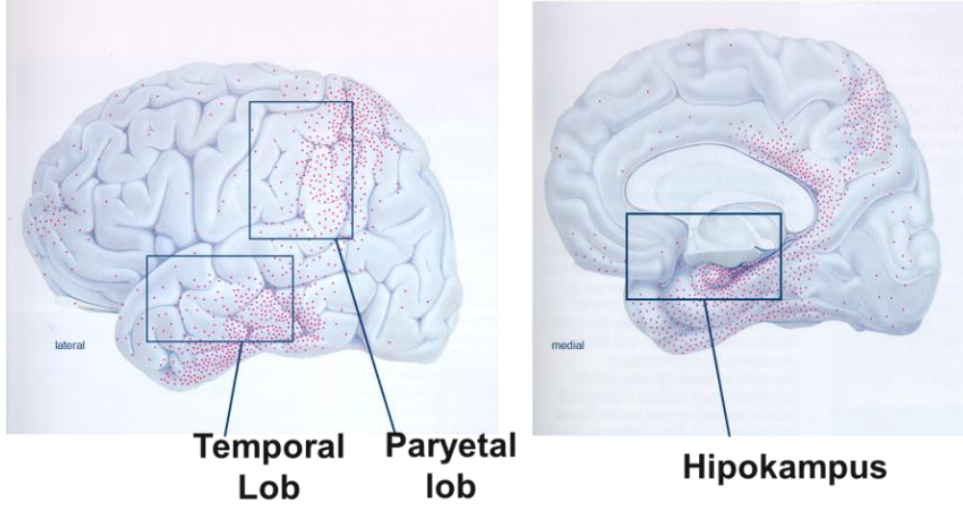 lateral
medial
Temporal
Lob
Paryetal
lob
Hipokampus